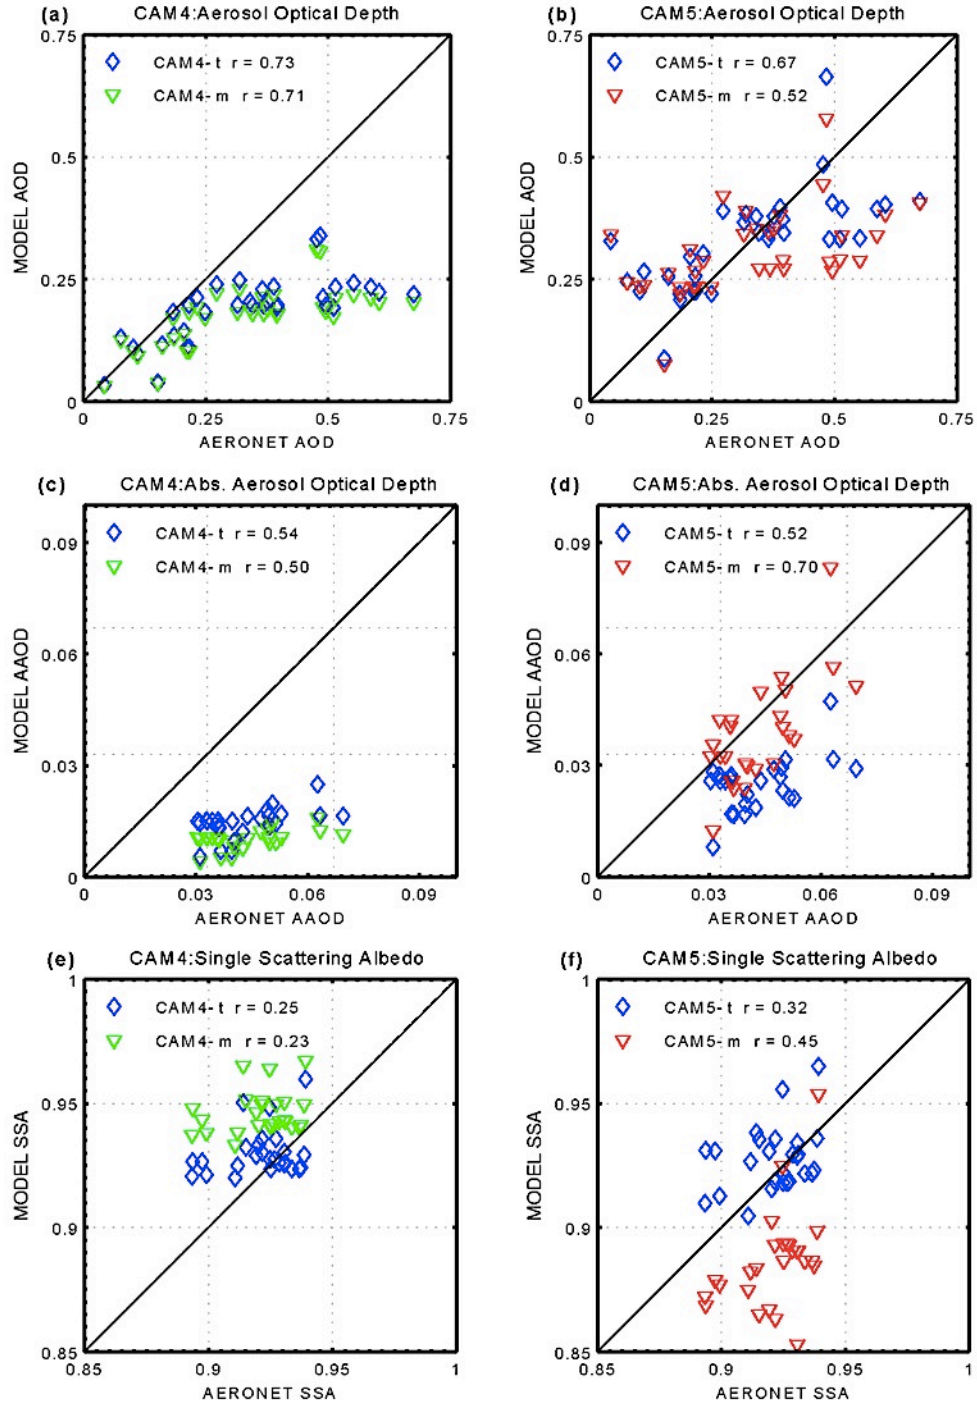 (a) CAM4:Aerosol Optical Depth
0.75
CAM4-t r = 0.73
CAM4-m r = 0.71
0.5
MODEL AOD
0.25
0
0 0.25 0.5 0.75
AERONET AOD
(b) CAM5:Aerosol Optical Depth
0.75
CAM5-t r = 0.67
CAM5-m r = 0.52
0.5
MODEL AOD
0.25
0
0 0.25 0.5 0.75
AERONET AOD
(c) CAM4:Abs. Aerosol Optical Depth
0.09
CAM4-t r = 0.54
CAM4-m r = 0.50
0.06
MODEL AAOD
0.03
0
0 0.03 0.06 0.09
AERONET AAOD
(d) CAM5:Abs. Aerosol Optical Depth
0.09
CAM5-t r = 0.52
CAM5-m r = 0.70
0.06
MODEL AAOD
0.03
0
0 0.03 0.06 0.09
AERONET AAOD
(e) CAM4:Single Scattering Albedo
1
CAM4-t r = 0.25
CAM4-m r = 0.23
0.95
MODEL SSA
0.9
0.85
0.85 0.9 0.95 1
AERONET SSA
(f) CAM5:Single Scattering Albedo
1
CAM5-t r = 0.32
CAM5-m r = 0.45
0.95
MODEL SSA
0.9
0.85
0.85 0.9 0.95 1
AERONET SSA